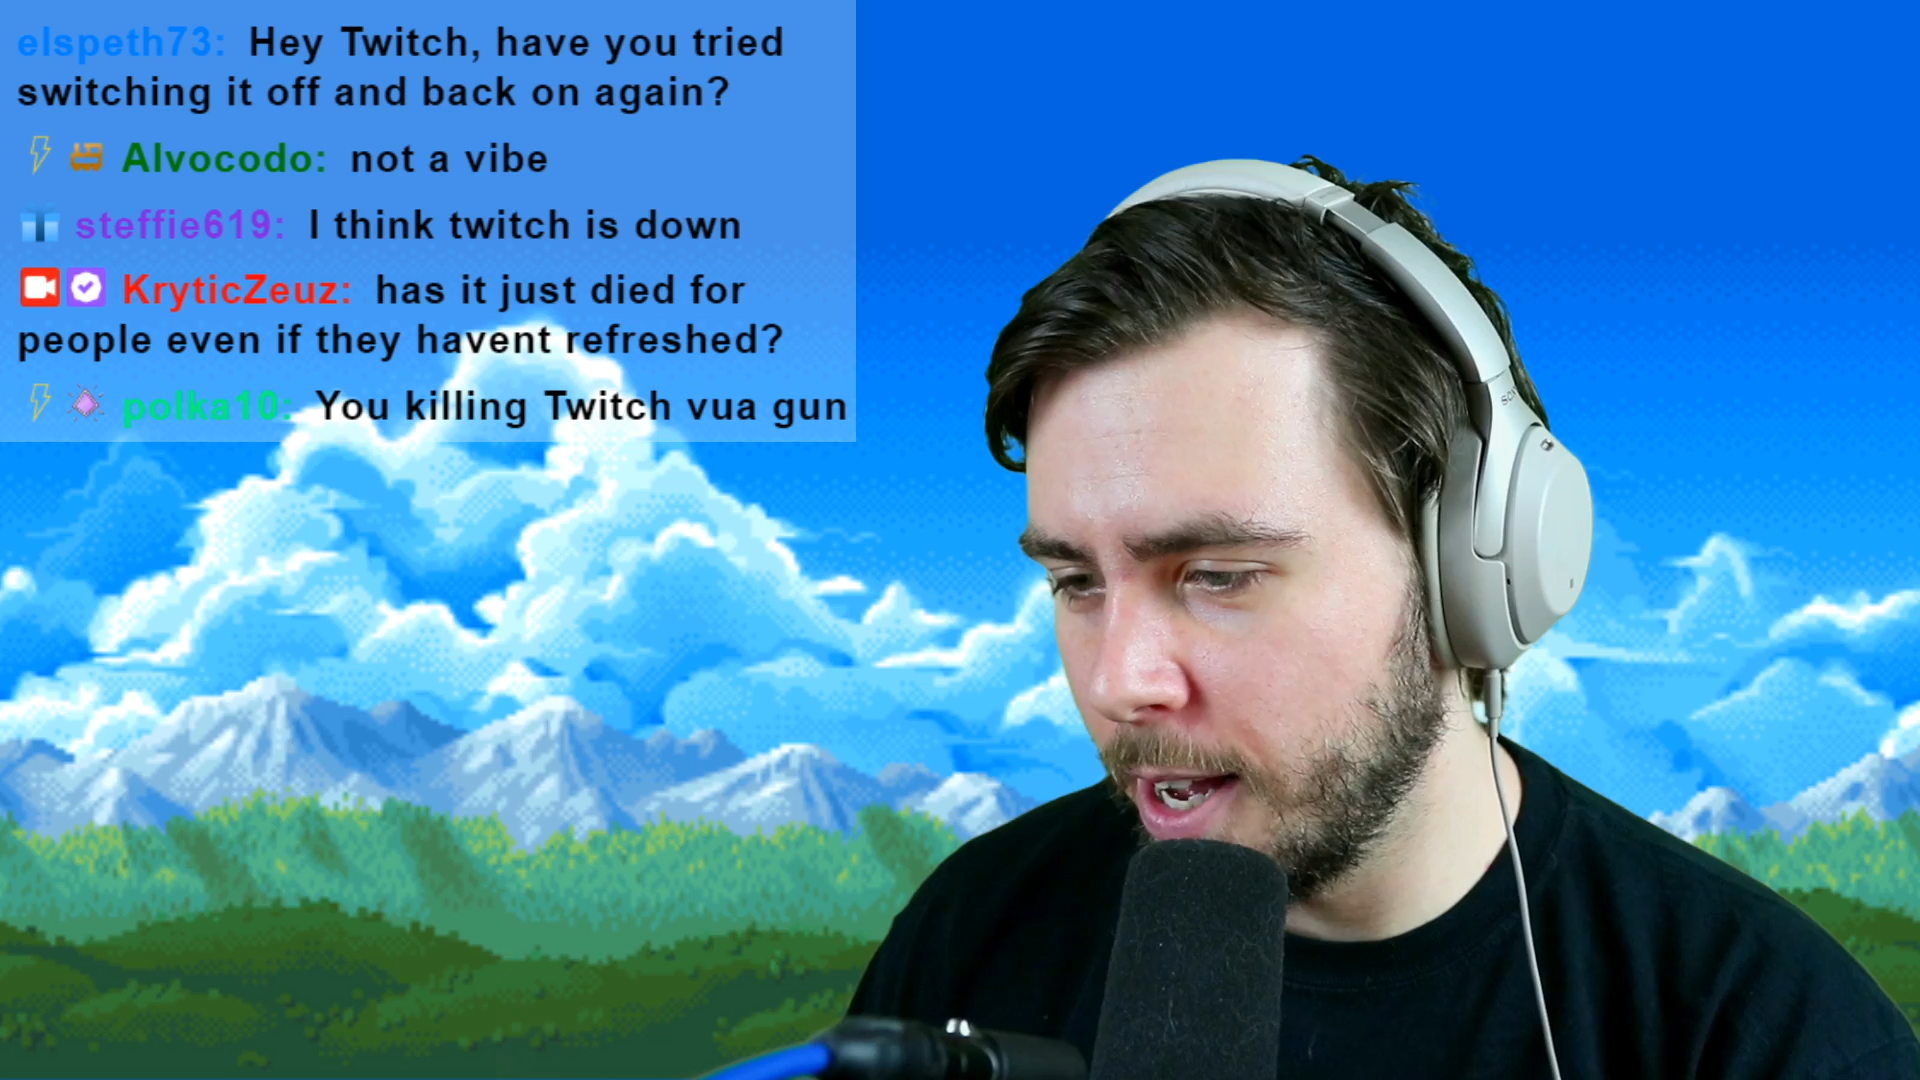 elspeth73: Hey Twitch, have you tried
switching it off and back on again?
Alvocodo: not a vibe
steffie619: I think twitch is down
KryticZeuz: has it just died for
people even if they havent refreshed?
polka10: You killing Twitch vua gun
SONY